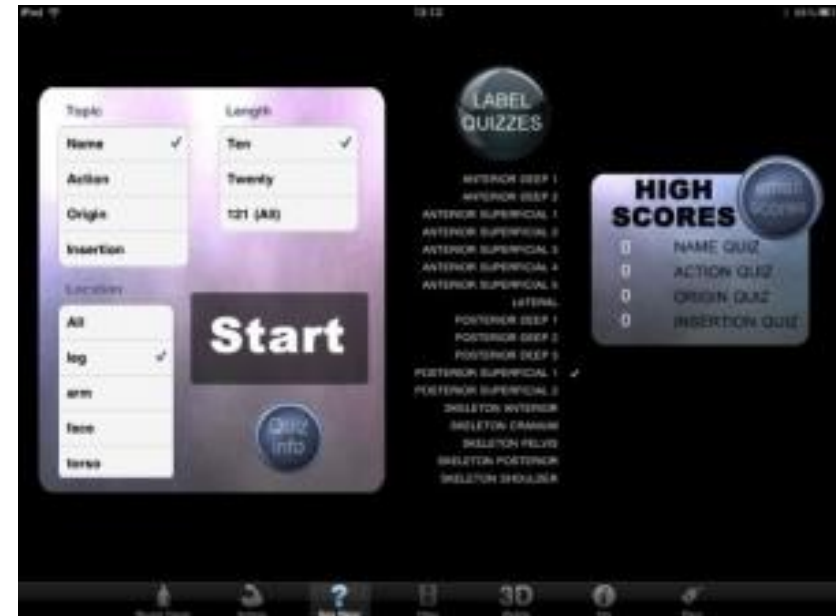 iPod
13:12
Topic
Name ✓
Action
Origin
Insertion
Length
Ten ✓
Twenty
121 (All)
Location
All
leg ✓
arm
face
torso
Start
Quiz
Info
LABEL
QUIZZES
ANTERIOR DEEP 1
ANTERIOR DEEP 2
ANTERIOR SUPERFICIAL 1
ANTERIOR SUPERFICIAL 2
ANTERIOR SUPERFICIAL 3
ANTERIOR SUPERFICIAL 4
ANTERIOR SUPERFICIAL 5
LATERAL
POSTERIOR DEEP 1
POSTERIOR DEEP 2
POSTERIOR DEEP 3
POSTERIOR SUPERFICIAL 1 ✓
POSTERIOR SUPERFICIAL 2
SKELETON ANTERIOR
SKELETON CRANIUM
SKELETON PELVIS
SKELETON POSTERIOR
SKELETON SHOULDER
HIGH
SCORES
0 NAME QUIZ
0 ACTION QUIZ
0 ORIGIN QUIZ
0 INSERTION QUIZ
3D